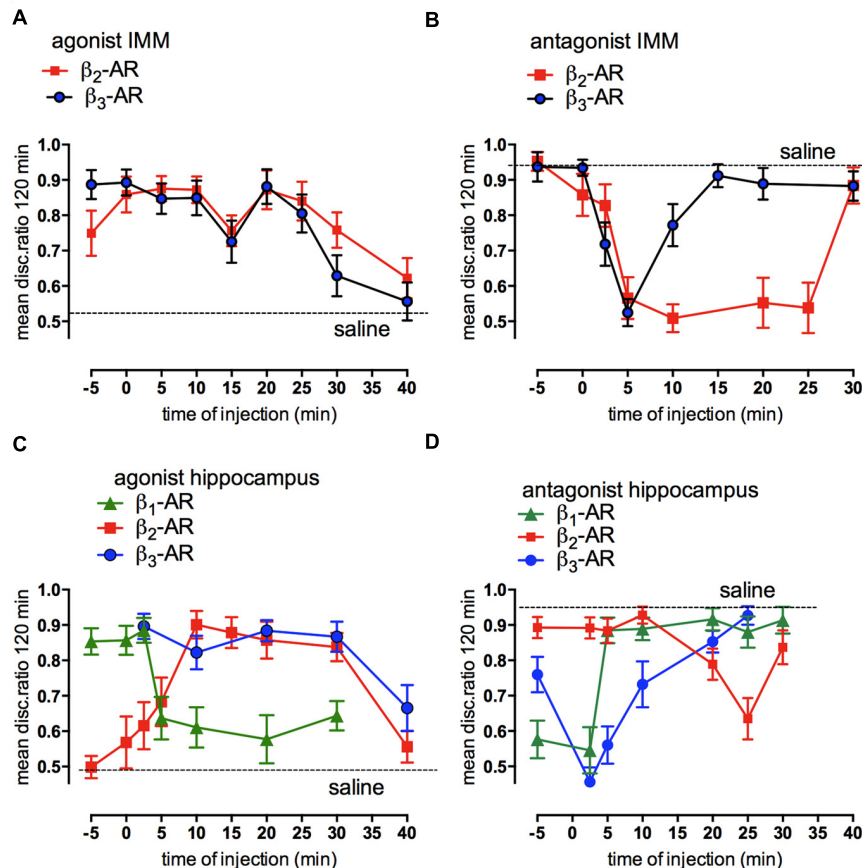 A
agonist IMM
β2-AR
β3-AR
mean disc.ratio 120 min
1.0
0.9
0.8
0.7
0.6
0.5
saline
-5 0 5 10 15 20 25 30 35 40
time of injection (min)
B
antagonist IMM
β2-AR
β3-AR
mean disc.ratio 120 min
1.0
0.9
0.8
0.7
0.6
0.5
saline
-5 0 5 10 15 20 25 30
time of injection (min)
C
agonist hippocampus
β1-AR
β2-AR
β3-AR
mean disc.ratio 120 min
1.0
0.9
0.8
0.7
0.6
0.5
saline
-5 0 5 10 15 20 25 30 35 40
time of injection (min)
D
antagonist hippocampus
β1-AR
β2-AR
β3-AR
mean disc.ratio 120 min
1.0
0.9
0.8
0.7
0.6
0.5
saline
-5 0 5 10 15 20 25 30 35 40
time of injection (min)